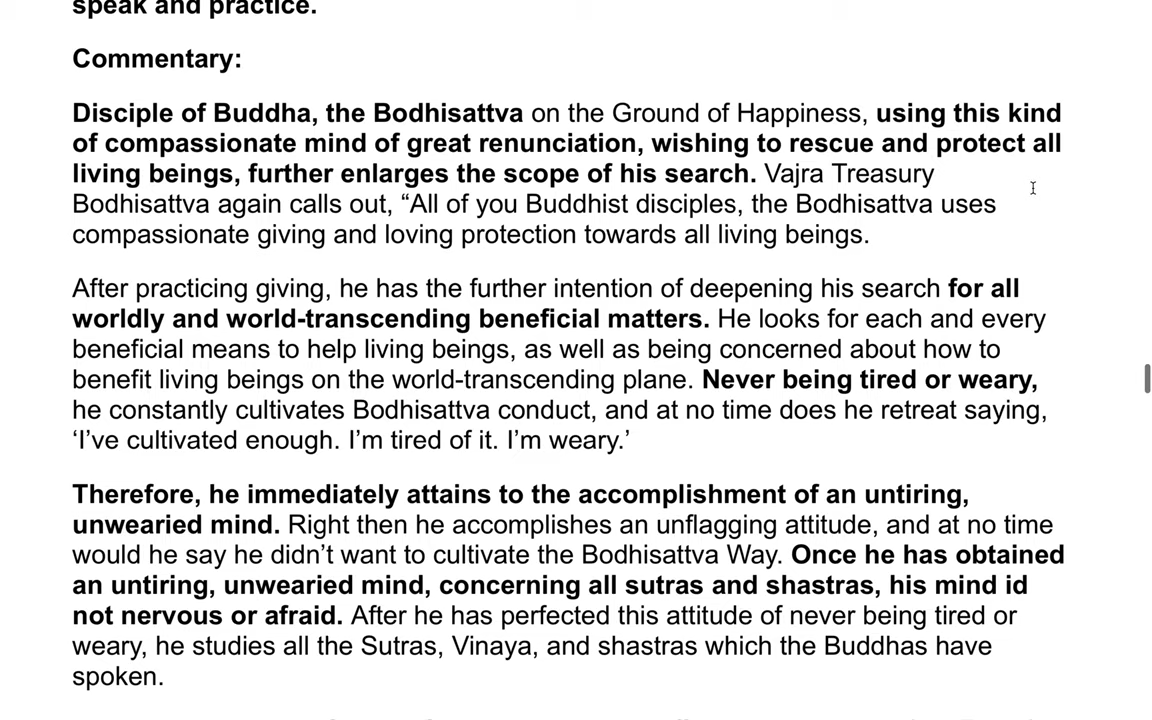 speak and practice.
Commentary:
Disciple of Buddha, the Bodhisattva on the Ground of Happiness, using this kind
of compassionate mind of great renunciation, wishing to rescue and protect all
living beings, further enlarges the scope of his search. Vajra Treasury
Bodhisattva again calls out, “All of you Buddhist disciples, the Bodhisattva uses
compassionate giving and loving protection towards all living beings.
After practicing giving, he has the further intention of deepening his search for all
worldly and world-transcending beneficial matters. He looks for each and every
beneficial means to help living beings, as well as being concerned about how to
benefit living beings on the world-transcending plane. Never being tired or weary,
he constantly cultivates Bodhisattva conduct, and at no time does he retreat saying,
‘I’ve cultivated enough. I’m tired of it. I’m weary.’
Therefore, he immediately attains to the accomplishment of an untiring,
unwearied mind. Right then he accomplishes an unflagging attitude, and at no time
would he say he didn’t want to cultivate the Bodhisattva Way. Once he has obtained
an untiring, unwearied mind, concerning all sutras and shastras, his mind id
not nervous or afraid. After he has perfected this attitude of never being tired or
weary, he studies all the Sutras, Vinaya, and shastras which the Buddhas have
spoken.